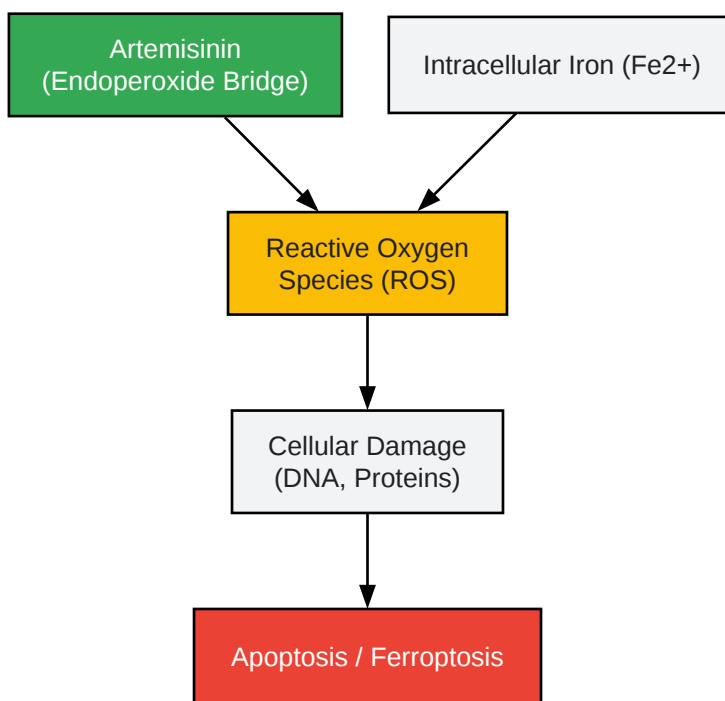 Artemisinin
(Endoperoxide Bridge)
Intracellular Iron (Fe2+)
Reactive Oxygen
Species (ROS)
Cellular Damage
(DNA, Proteins)
Apoptosis / Ferroptosis